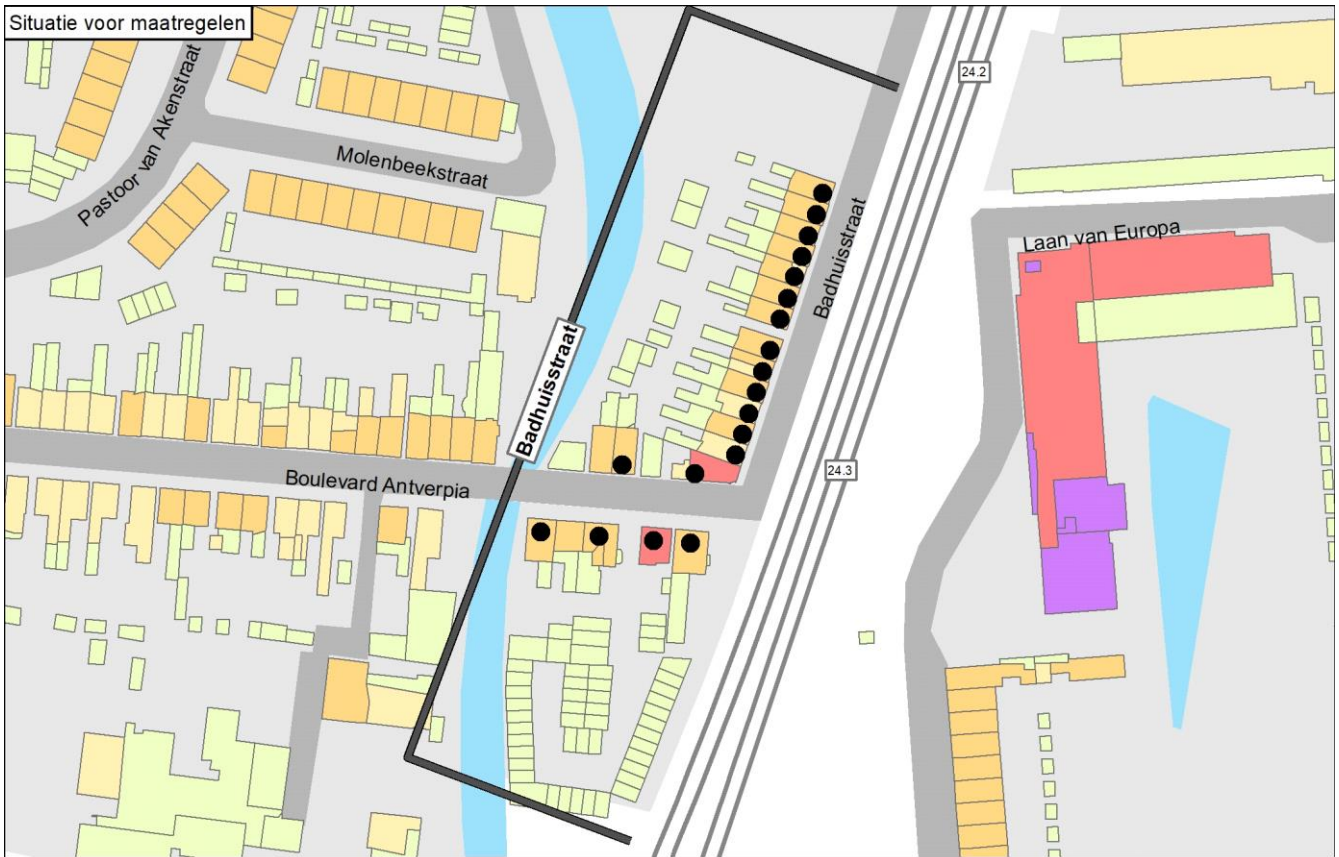 Situatie voor maatregelen
24.2
Pastoor van Akenstraat
Molenbeekstraat
Badhuisstraat
Laan van Europa
Badhuisstraat
24.3
Boulevard Antverpia